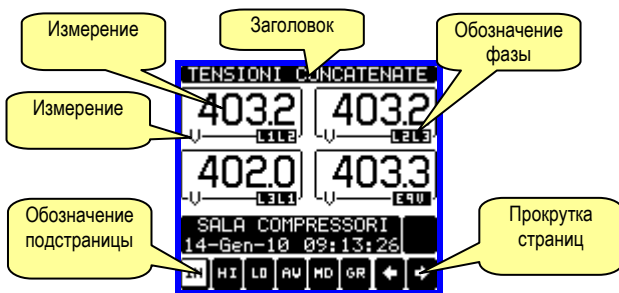 Измерение
Заголовок
Обозначение
фазы
TENSIONI CONCATENATE
403.2
403.2
Измерение
V
L1L2
V
L2L3
402.0
403.3
V
L3L1
V
EQV
Обозначение
подстраницы
SALA COMPRESSORI
14-Gen-10 09:13:26
Прокрутка
страниц
IN HI LO AV MD GR